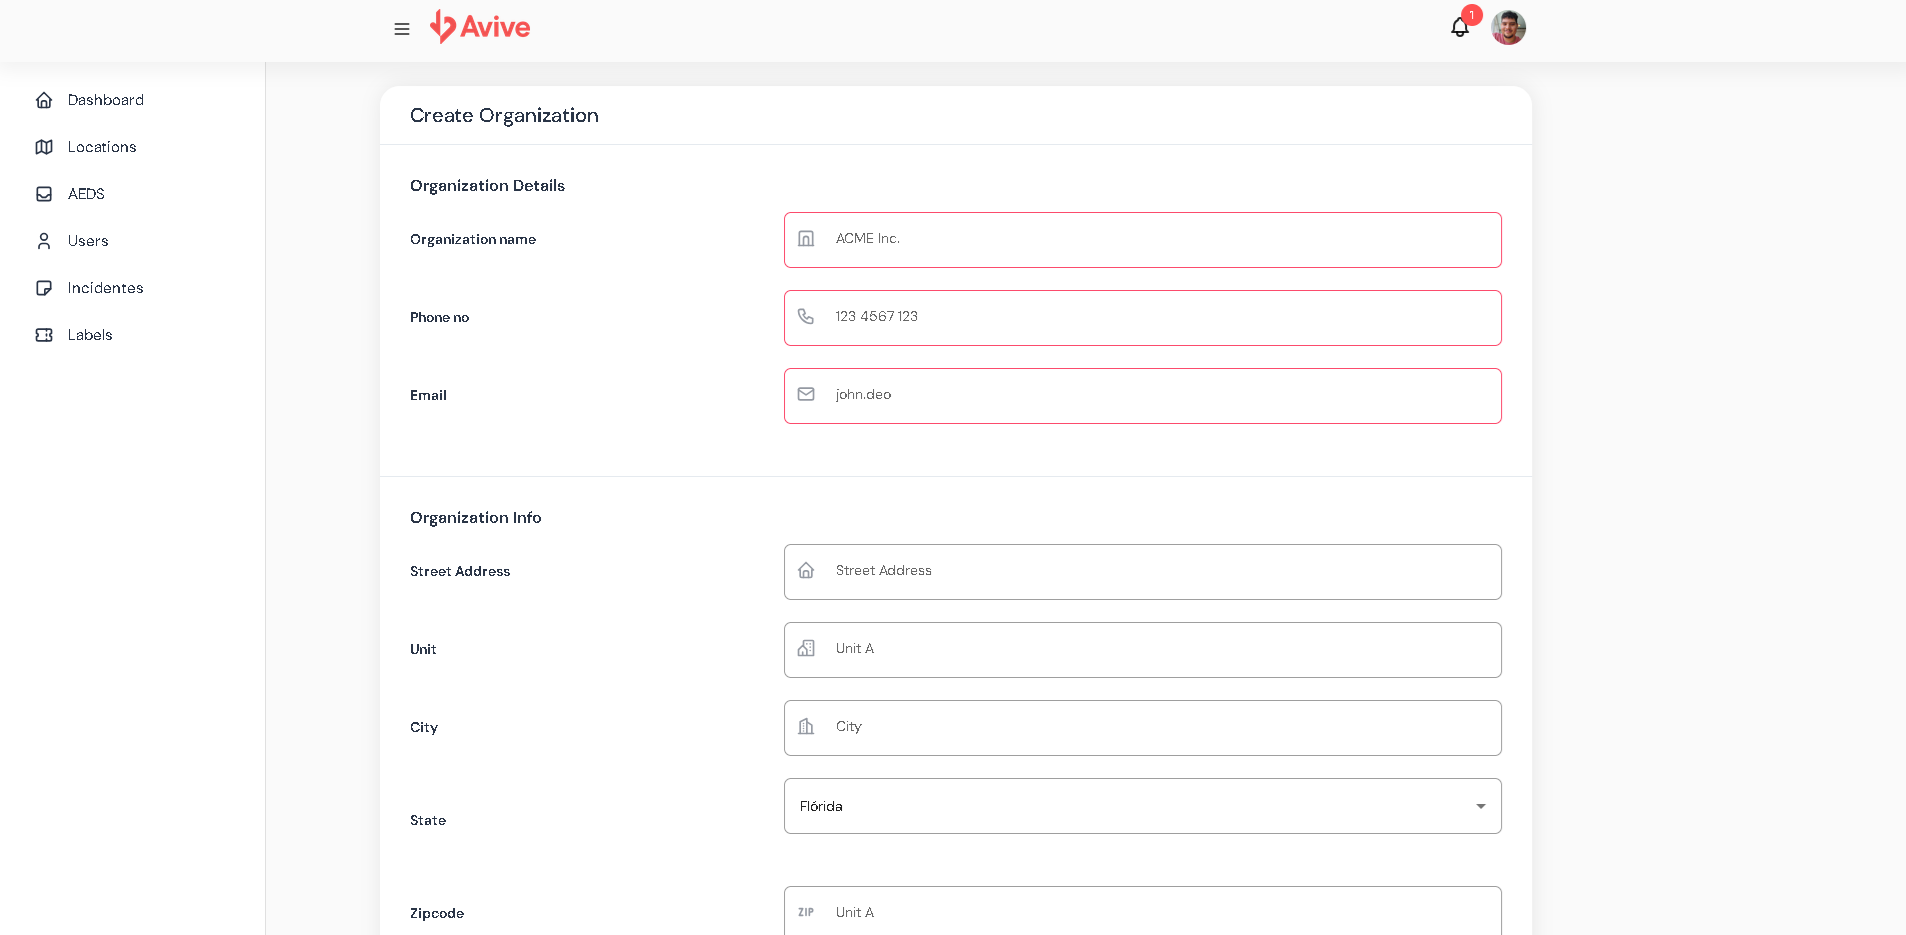 Avive
1
Dashboard
Locations
AEDS
Users
Incidentes
Labels
Create Organization
Organization Details
Organization name
ACME Inc.
Phone no
123 4567 123
Email
john.deo
Organization Info
Street Address
Street Address
Unit
Unit A
City
City
State
Flórida
Zipcode
ZIP
Unit A